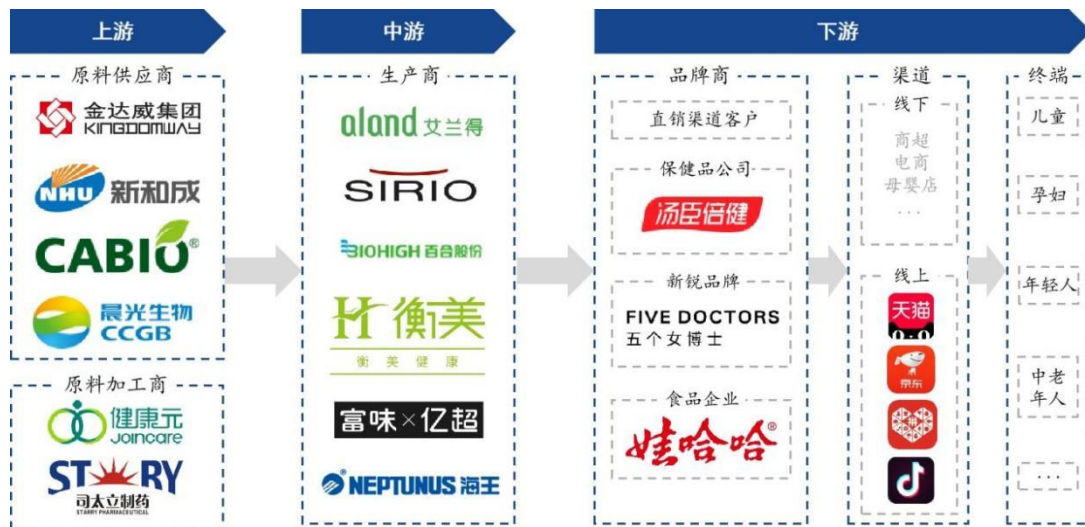 上游
原料供应商
金达威集团
KINGDOMWAY
NHU 新和成
CABIO®
晨光生物
CCGB
原料加工商
健康元
Joincare
STARRY
司太立制药
STARRY PHARMACEUTICAL
中游
生产商
aland 艾兰得
SIRIO
BIOHIGH 百合股份
H 衡美
衡美健康
富味×亿超
NEPTUNUS 海王
下游
品牌商
直销渠道客户
保健品公司
汤臣倍健
新锐品牌
FIVE DOCTORS
五个女博士
食品企业
娃哈哈®
渠道
线下
商超
电商
母婴店
...
线上
天猫
京东
终端
儿童
孕妇
年轻人
中老
年人
...